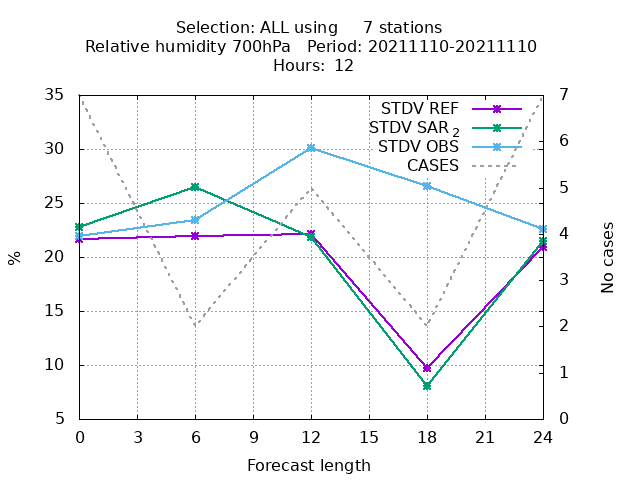 Selection: ALL using     7 stations
Relative humidity 700hPa   Period: 20211110-20211110
Hours: 12
35
30
25
20
15
10
5
%
7
6
5
4
3
2
1
0
No cases
STDV REF
STDV SAR2
STDV OBS
CASES
0 3 6 9 12 15 18 21 24
Forecast length